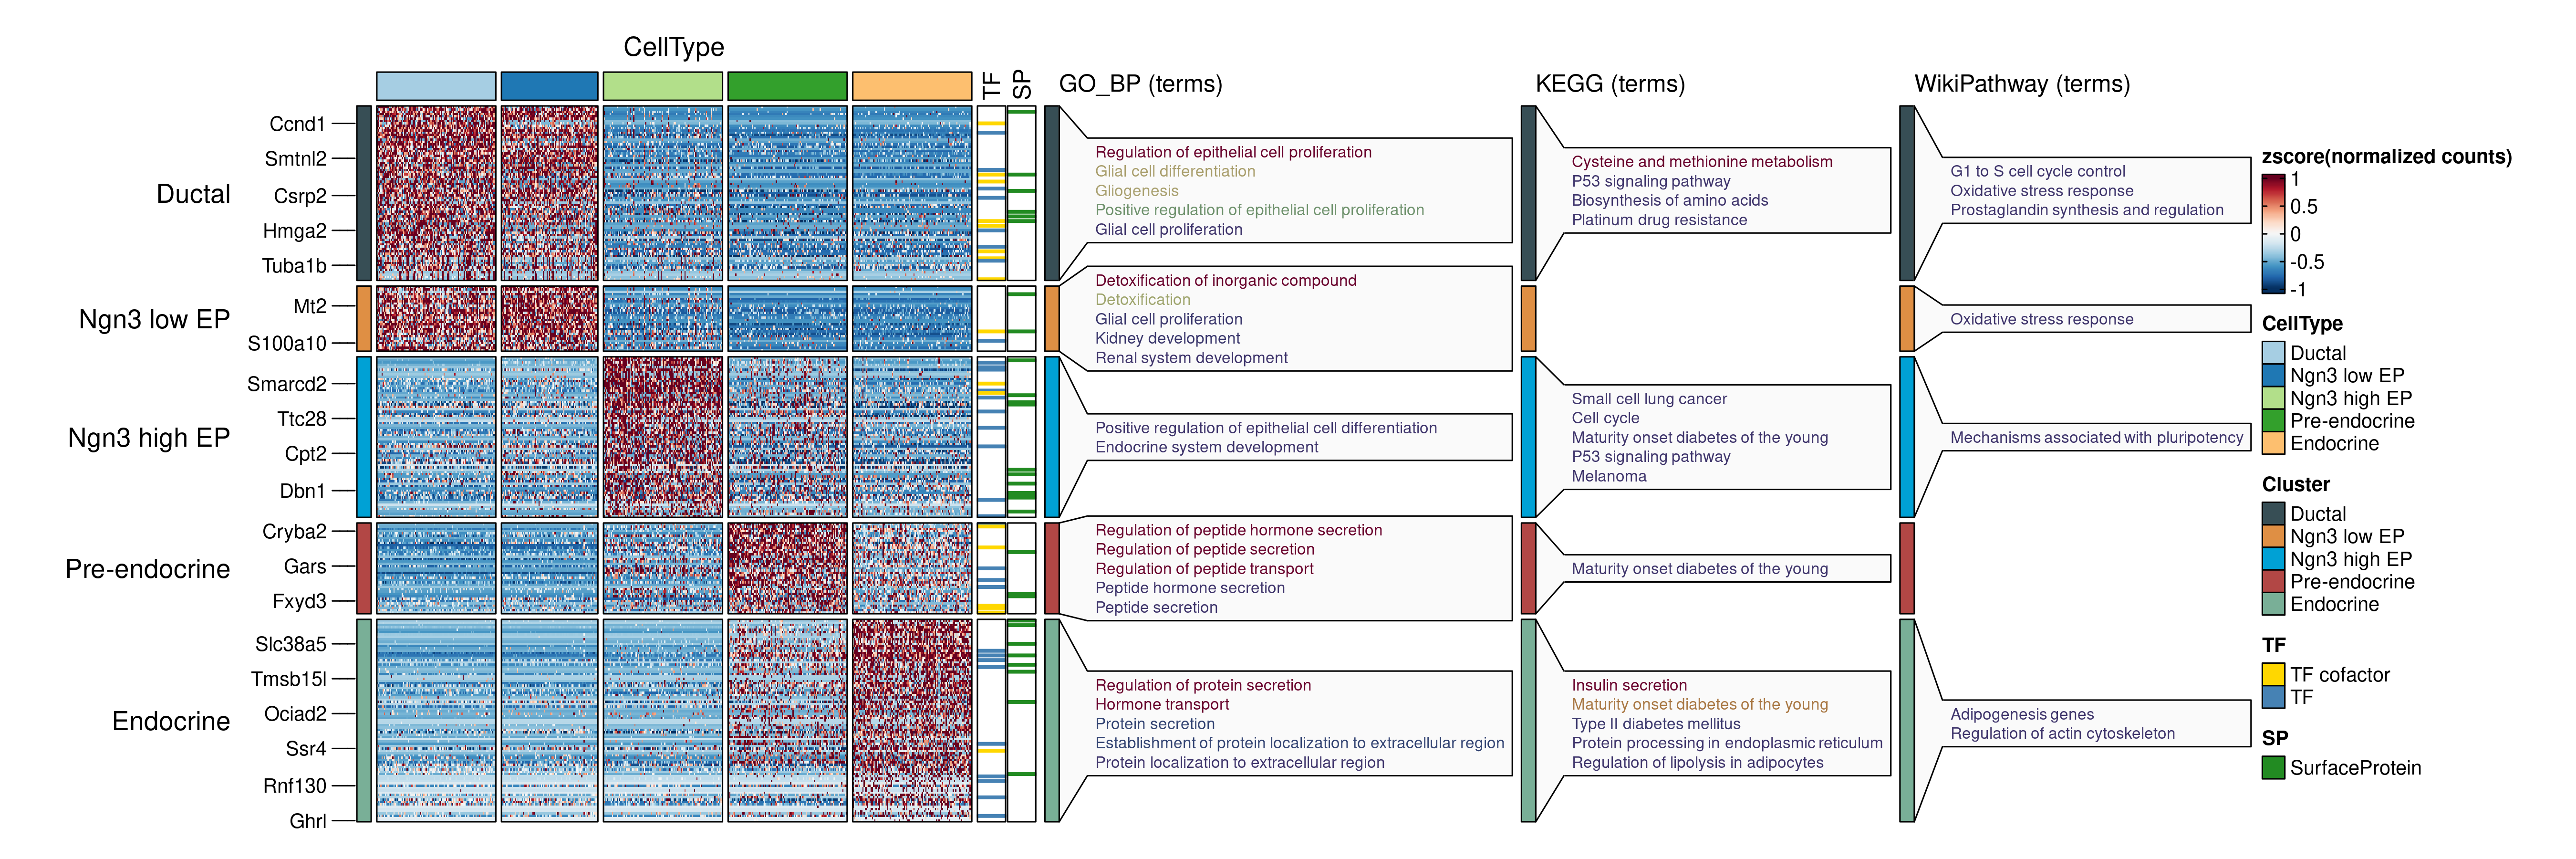 CellType
TF
SP
GO_BP (terms)
KEGG (terms)
WikiPathway (terms)
Ductal
Ccnd1
Smtnl2
Csrp2
Hmga2
Tuba1b
Regulation of epithelial cell proliferation
Glial cell differentiation
Gliogenesis
Positive regulation of epithelial cell proliferation
Glial cell proliferation
Cysteine and methionine metabolism
P53 signaling pathway
Biosynthesis of amino acids
Platinum drug resistance
G1 to S cell cycle control
Oxidative stress response
Prostaglandin synthesis and regulation
Ngn3 low EP
Mt2
S100a10
Detoxification of inorganic compound
Detoxification
Glial cell proliferation
Kidney development
Renal system development
Oxidative stress response
Ngn3 high EP
Smarcd2
Ttc28
Cpt2
Dbn1
Positive regulation of epithelial cell differentiation
Endocrine system development
Small cell lung cancer
Cell cycle
Maturity onset diabetes of the young
P53 signaling pathway
Melanoma
Mechanisms associated with pluripotency
Pre-endocrine
Cryba2
Gars
Fxyd3
Regulation of peptide hormone secretion
Regulation of peptide secretion
Regulation of peptide transport
Peptide hormone secretion
Peptide secretion
Maturity onset diabetes of the young
Endocrine
Slc38a5
Tmsb15l
Ociad2
Ssr4
Rnf130
Ghrl
Regulation of protein secretion
Hormone transport
Protein secretion
Establishment of protein localization to extracellular region
Protein localization to extracellular region
Insulin secretion
Maturity onset diabetes of the young
Type II diabetes mellitus
Protein processing in endoplasmic reticulum
Regulation of lipolysis in adipocytes
Adipogenesis genes
Regulation of actin cytoskeleton
zscore(normalized counts)
1
0.5
0
-0.5
-1
CellType
Ductal
Ngn3 low EP
Ngn3 high EP
Pre-endocrine
Endocrine
Cluster
Ductal
Ngn3 low EP
Ngn3 high EP
Pre-endocrine
Endocrine
TF
TF cofactor
TF
SP
SurfaceProtein